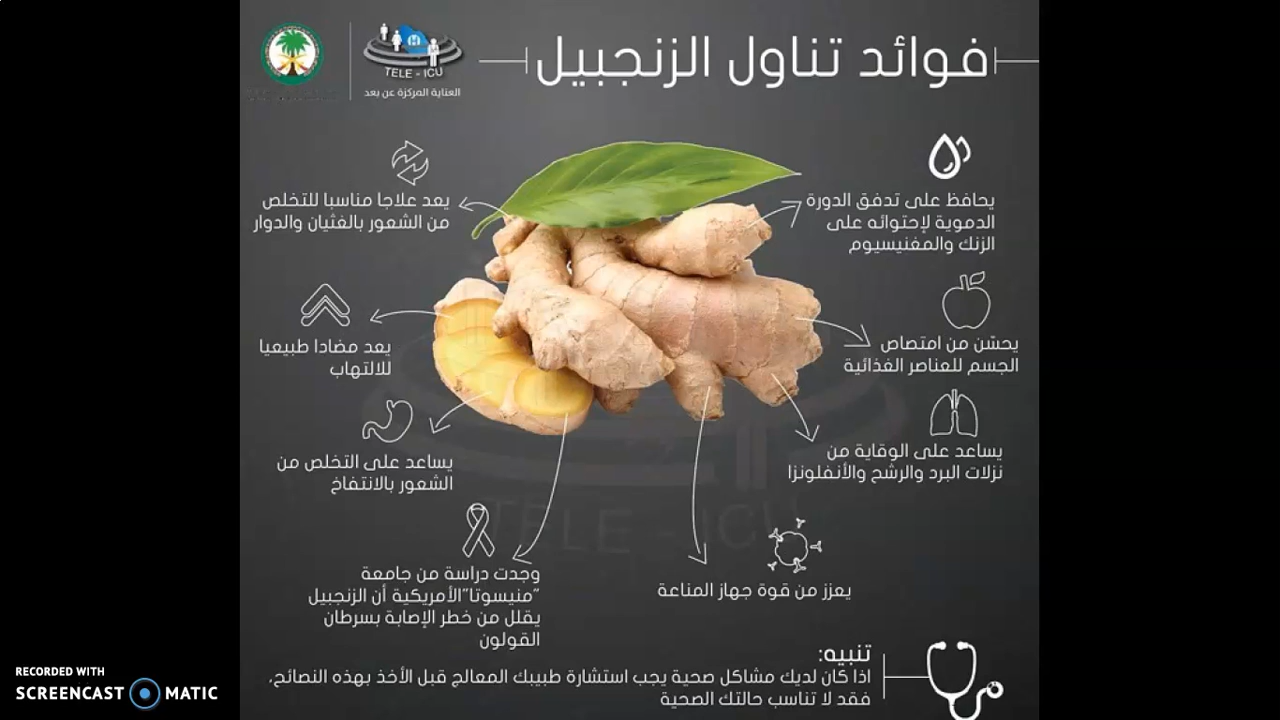 فوائد تناول الزنجبيل
TELE - ICU
العناية المركزة عن بعد
يحافظ على تدفق الدورة
الدموية لإحتوائه على
الزنك والمغنيسيوم
يعد علاجا مناسبا للتخلص
من الشعور بالغثيان والدوار
يحسّن من امتصاص
الجسم للعناصر الغذائية
يعد مضادا طبيعيا
للالتهاب
يساعد على الوقاية من
نزلات البرد والرشح والأنفلونزا
يساعد على التخلص من
الشعور بالانتفاخ
TELE - ICU
يعزز من قوة جهاز المناعة
وجدت دراسة من جامعة
"منيسوتا"الأمريكية أن الزنجبيل
يقلل من خطر الإصابة بسرطان
القولون
تنبيه:
اذا كان لديك مشاكل صحية يجب استشارة طبيبك المعالج قبل الأخذ بهذه النصائح،
فقد لا تناسب حالتك الصحية
RECORDED WITH
SCREENCAST MATIC